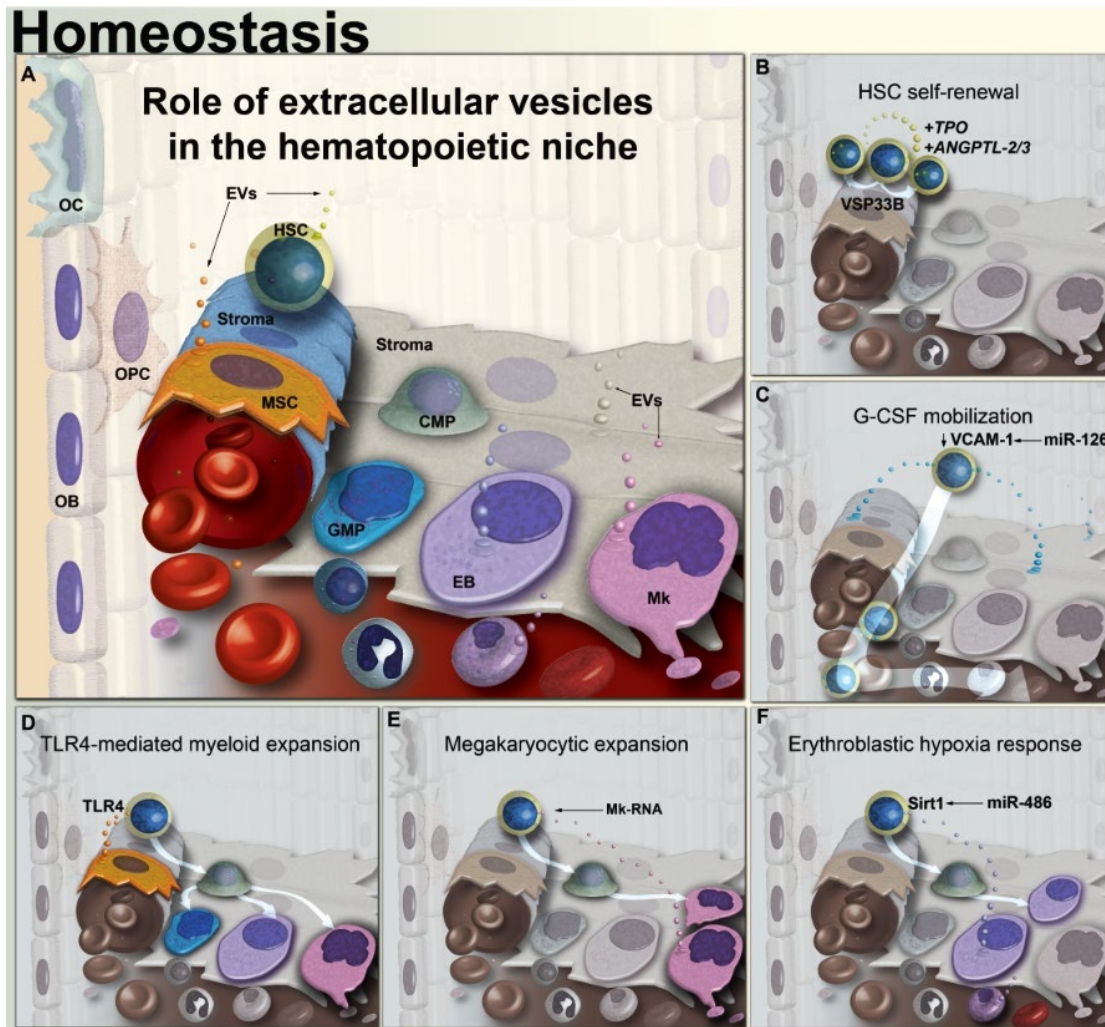 Homeostasis
A
Role of extracellular vesicles
in the hematopoietic niche
EVs
OC
HSC
Stroma
Stroma
OPC
MSC
CMP
EVs
OB
GMP
EB
Mk
B
HSC self-renewal
+TPO
+ANGPTL-2/3
VSP33B
C
G-CSF mobilization
VCAM-1
miR-126
D
TLR4-mediated myeloid expansion
TLR4
E
Megakaryocytic expansion
Mk-RNA
F
Erythroblastic hypoxia response
Sirt1
miR-486